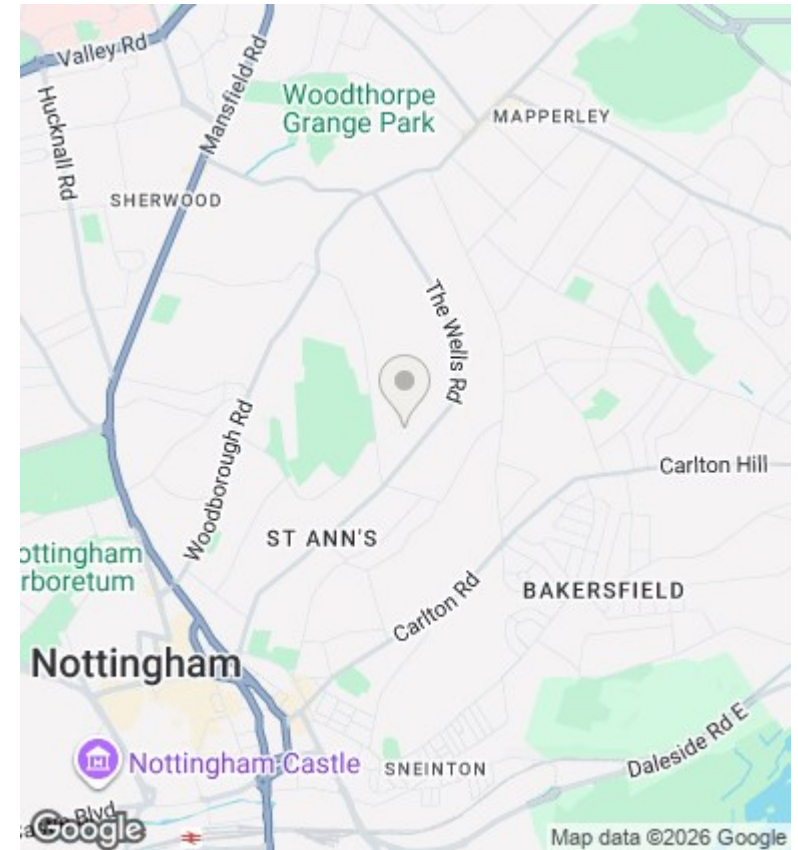 Valley Rd
Mansfield Rd
Hucknall Rd
Woodthorpe
Grange Park
MAPPERLEY
SHERWOOD
The Wells Rd
Woodborough Rd
Carlton Hill
ST ANN'S
ottingham
rboretum
Carlton Rd
BAKERSFIELD
Nottingham
Nottingham Castle
SNEINTON
Daleside Rd E
Blvd
Google
Map data ©2026 Google